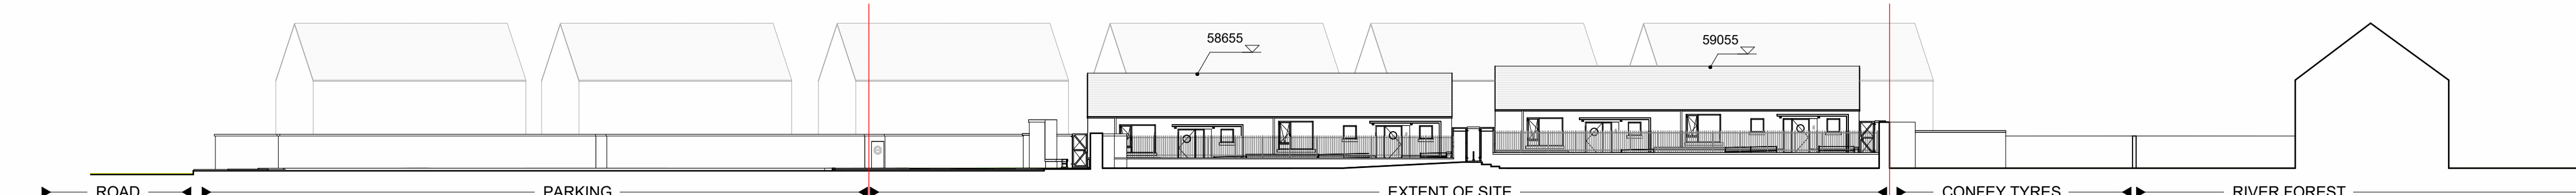 58655
59055
ROAD PARKING EXTENT OF SITE CONFEY TYRES RIVER FOREST